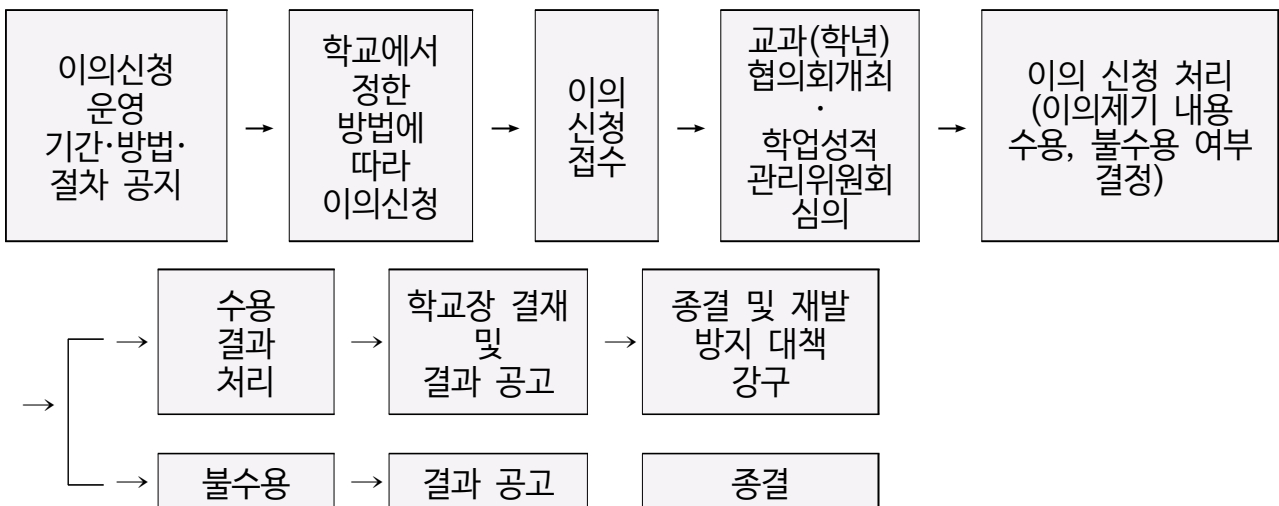 이의신청
운영
기간·방법·
절차 공지
→
학교에서
정한
방법에
따라
이의신청
→
이의
신청
접수
→
교과(학년)
협의회개최
·
학업성적
관리위원회
심의
→
이의 신청 처리
(이의제기 내용
수용, 불수용 여부
결정)
→
→
수용
결과
처리
→
학교장 결재
및
결과 공고
→
종결 및 재발
방지 대책
강구
→
불수용
→
결과 공고
종결